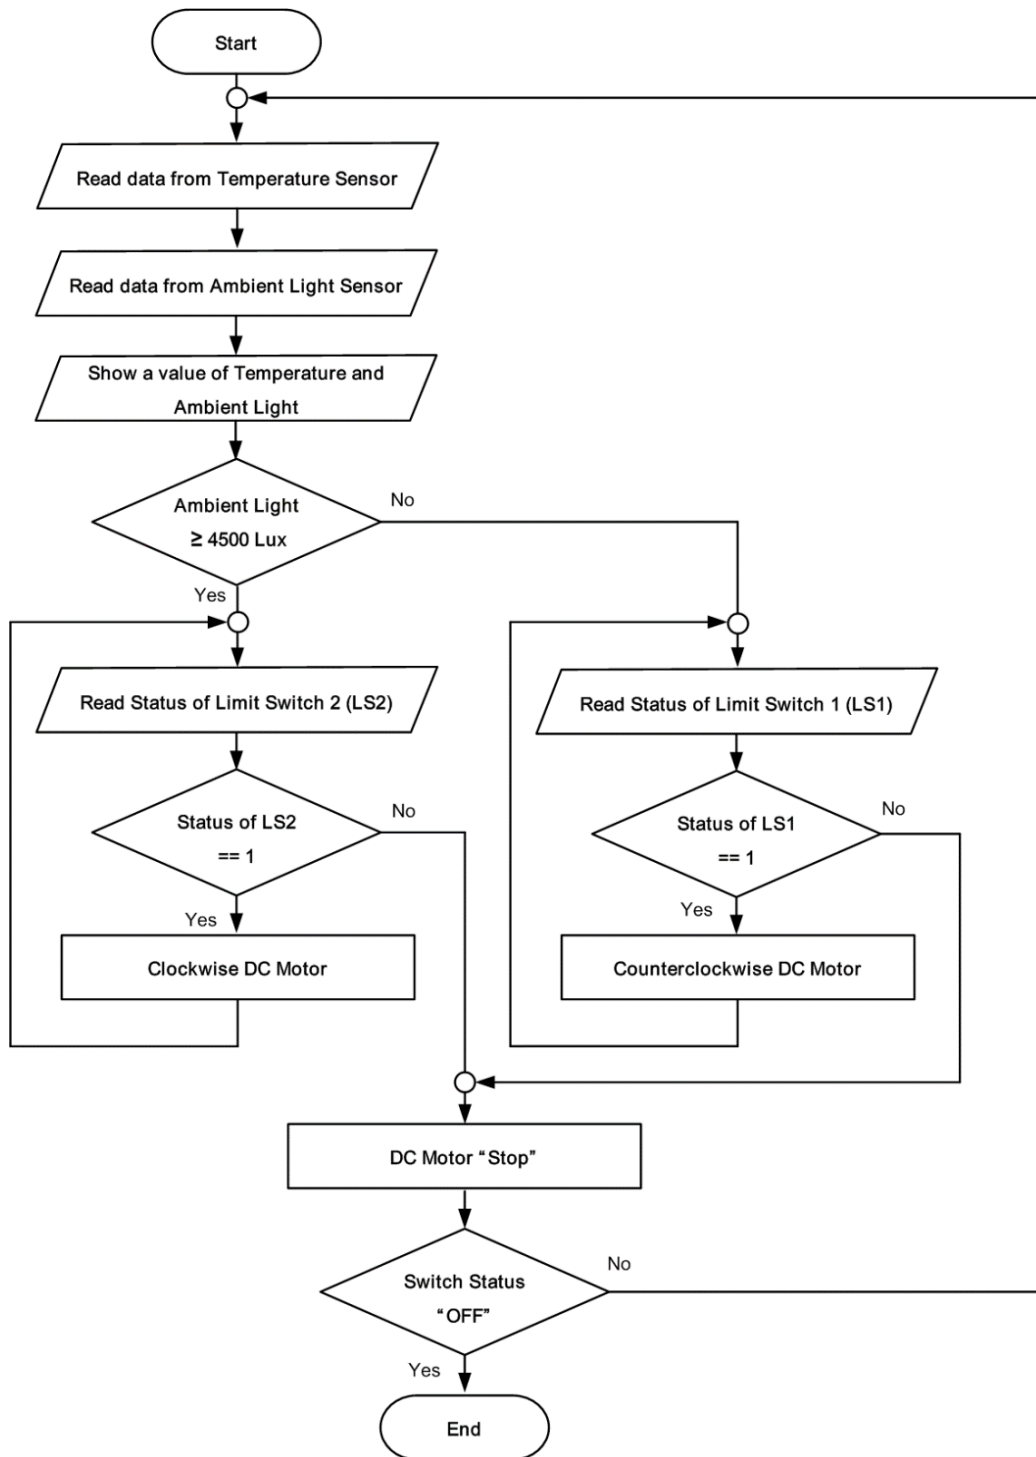 Start
Read data from Temperature Sensor
Read data from Ambient Light Sensor
Show a value of Temperature and
Ambient Light
Ambient Light
≥ 4500 Lux
No
Yes
Read Status of Limit Switch 2 (LS2)
Read Status of Limit Switch 1 (LS1)
Status of LS2
== 1
No
Status of LS1
== 1
No
Yes
Yes
Clockwise DC Motor
Counterclockwise DC Motor
DC Motor “Stop”
Switch Status
“OFF”
No
Yes
End